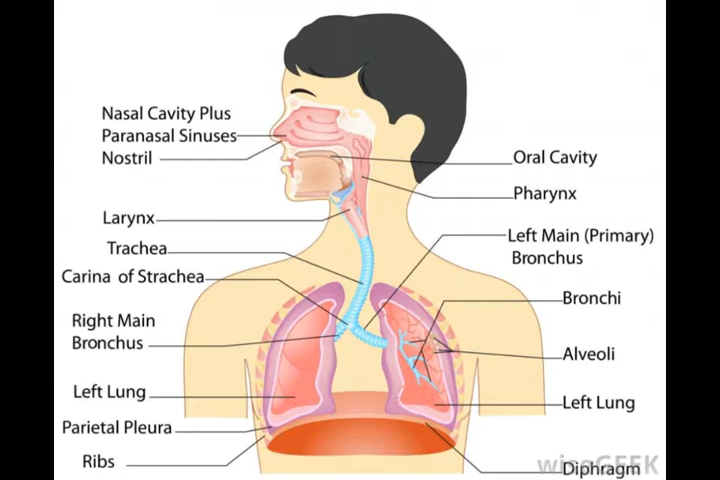 Nasal Cavity Plus
Paranasal Sinuses
Nostril
Larynx
Trachea
Carina of Strachea
Right Main
Bronchus
Left Lung
Parietal Pleura
Ribs
Oral Cavity
Pharynx
Left Main (Primary)
Bronchus
Bronchi
Alveoli
Left Lung
Diphragm
wiseGEEK